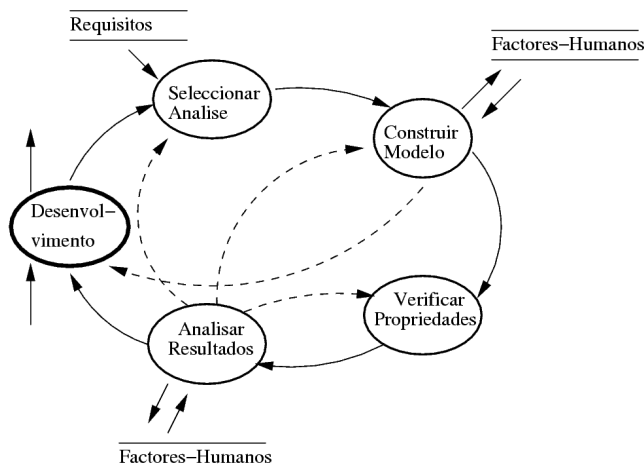 Requisitos
Factores-Humanos
Seleccionar
Analise
Construir
Modelo
Desenvol-
vimento
Verificar
Propriedades
Analisar
Resultados
Factores-Humanos